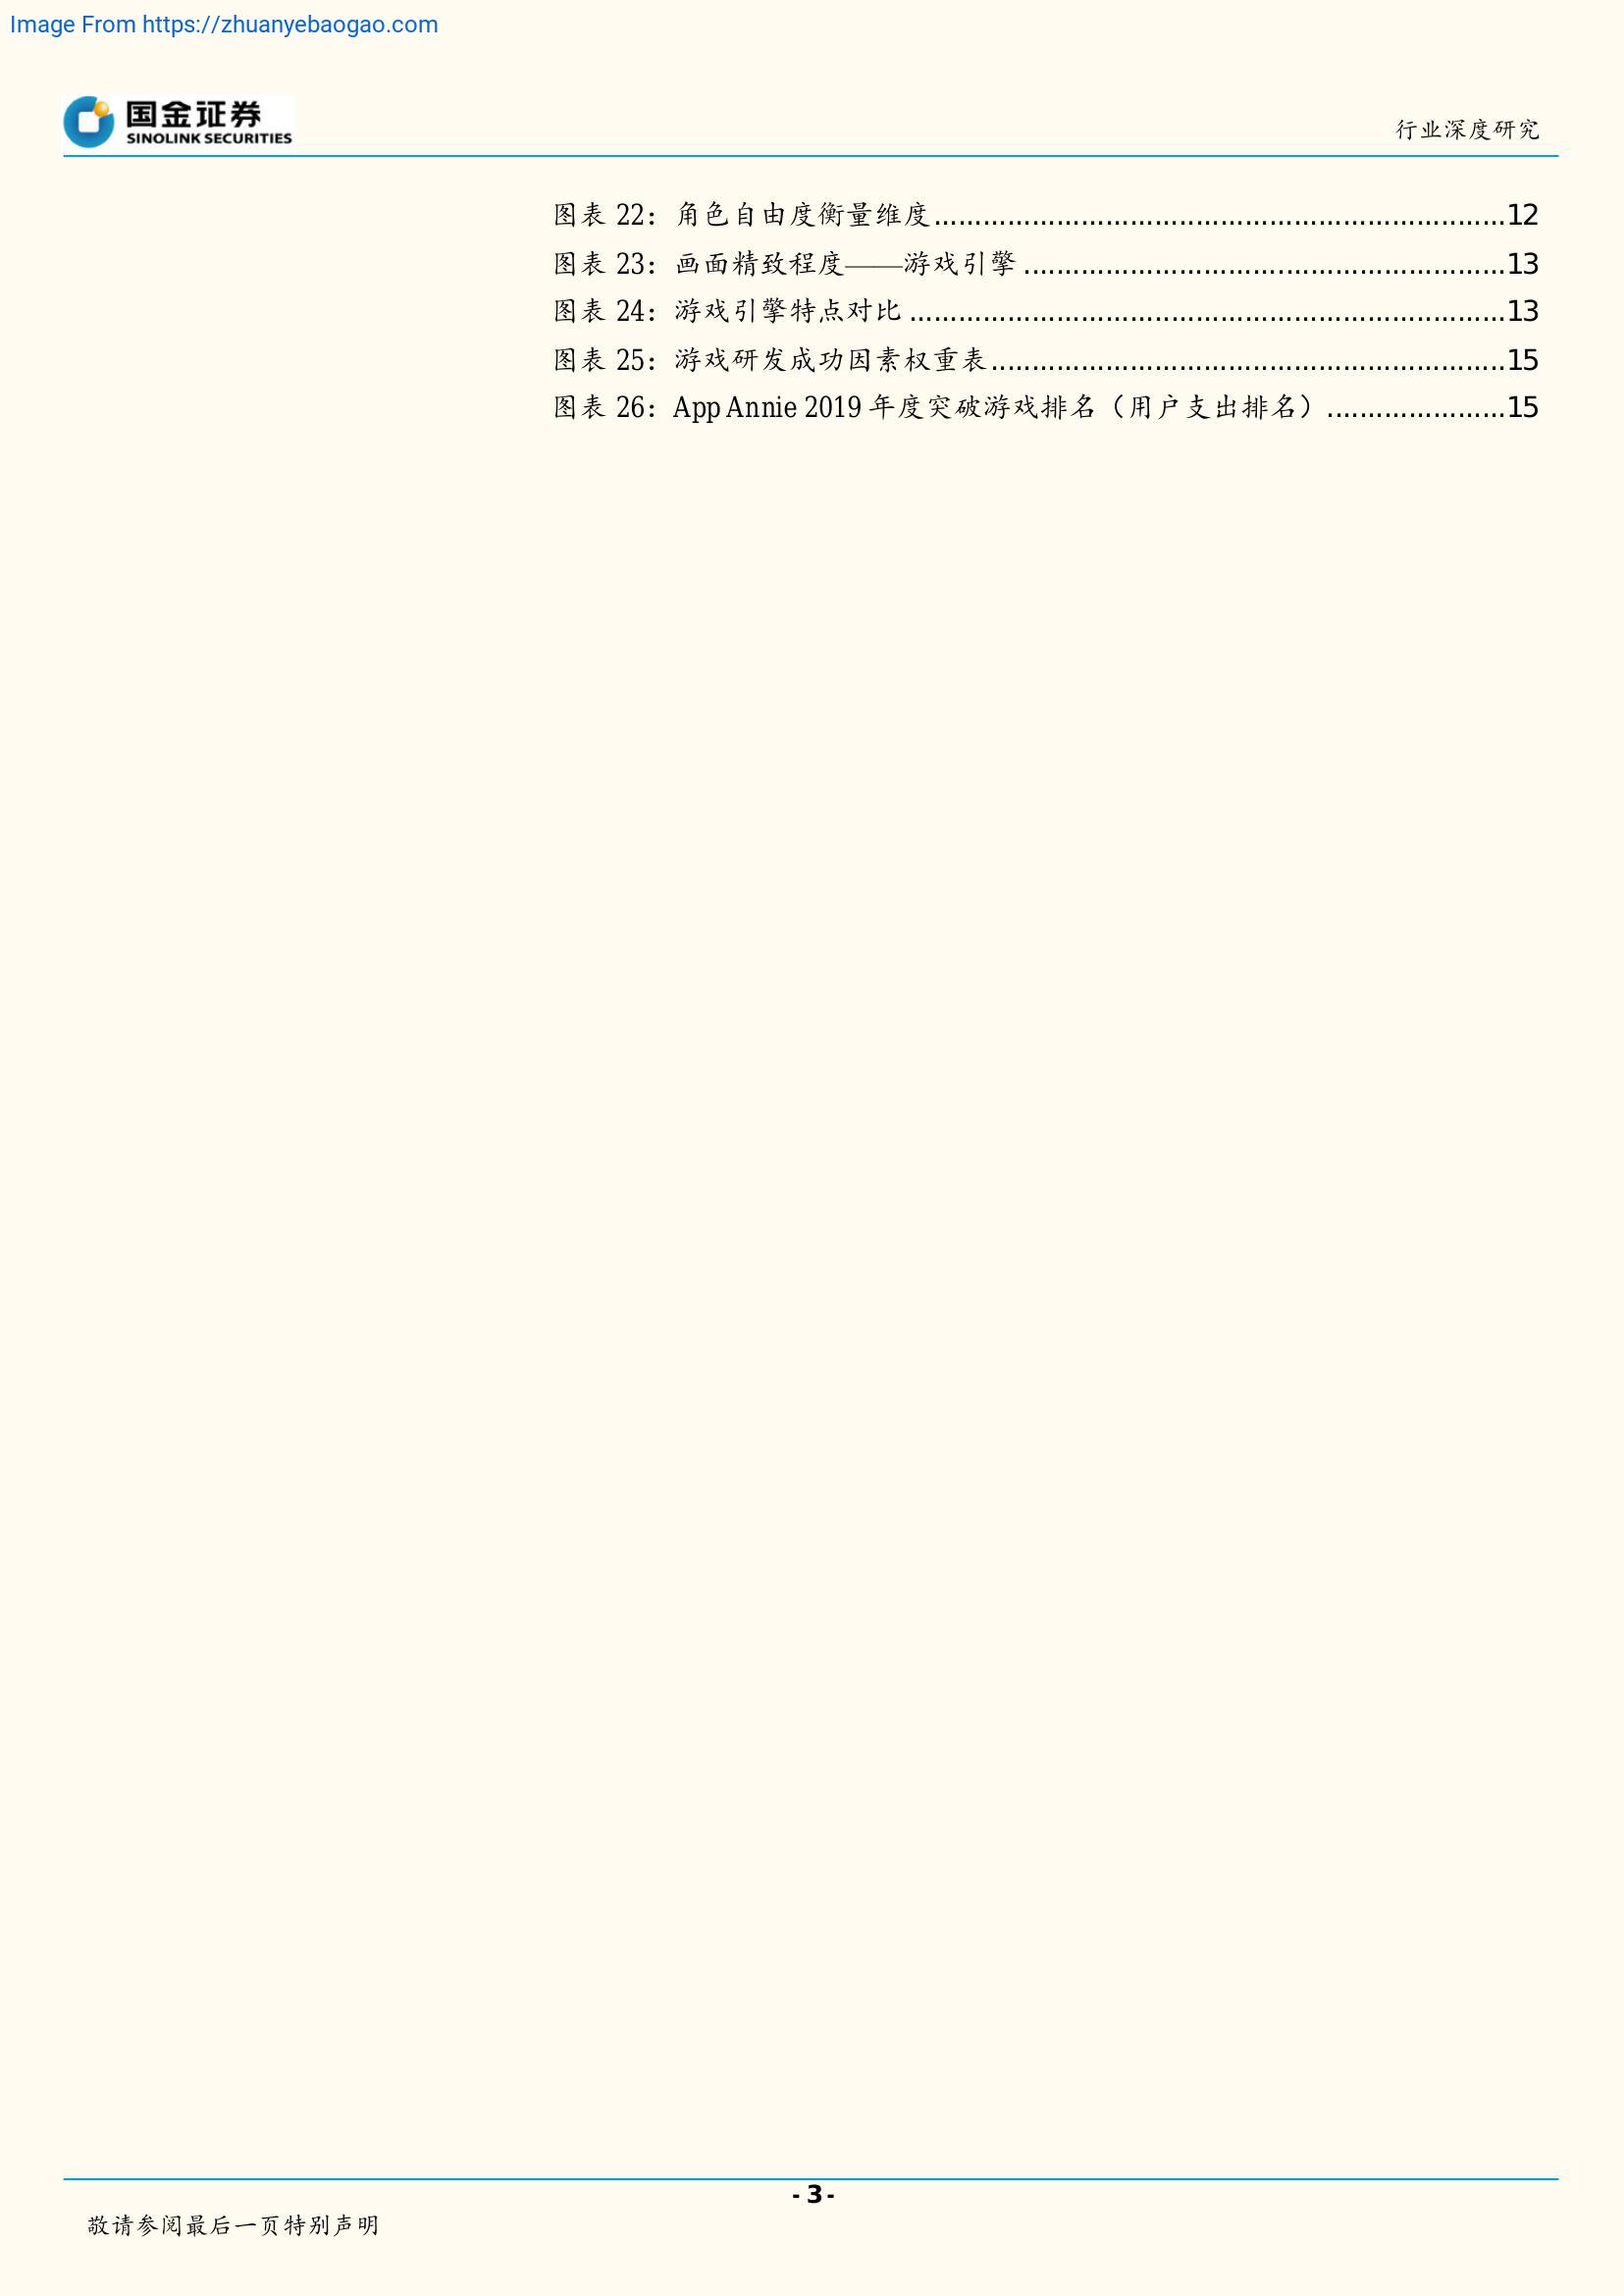 Image From https://zhuanyebaogao.com
国金证券
SINOLINK SECURITIES
行业深度研究
图表 22：角色自由度衡量维度......................................................................12
图表 23：画面精致程度——游戏引擎 ...........................................................13
图表 24：游戏引擎特点对比 .........................................................................13
图表 25：游戏研发成功因素权重表...............................................................15
图表 26：App Annie 2019 年度突破游戏排名（用户支出排名）......................15
- 3 -
敬请参阅最后一页特别声明